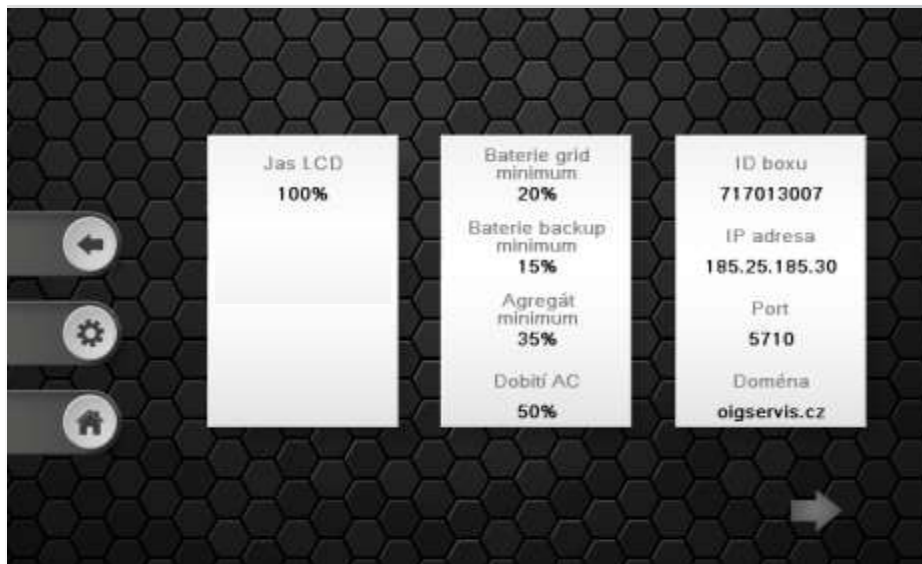 Jas LCD
100%
Baterie grid
minimum
20%
Baterie backup
minimum
15%
Agregát
minimum
35%
Dobití AC
50%
ID boxu
717013007
IP adresa
185.25.185.30
Port
5710
Doména
oigservis.cz